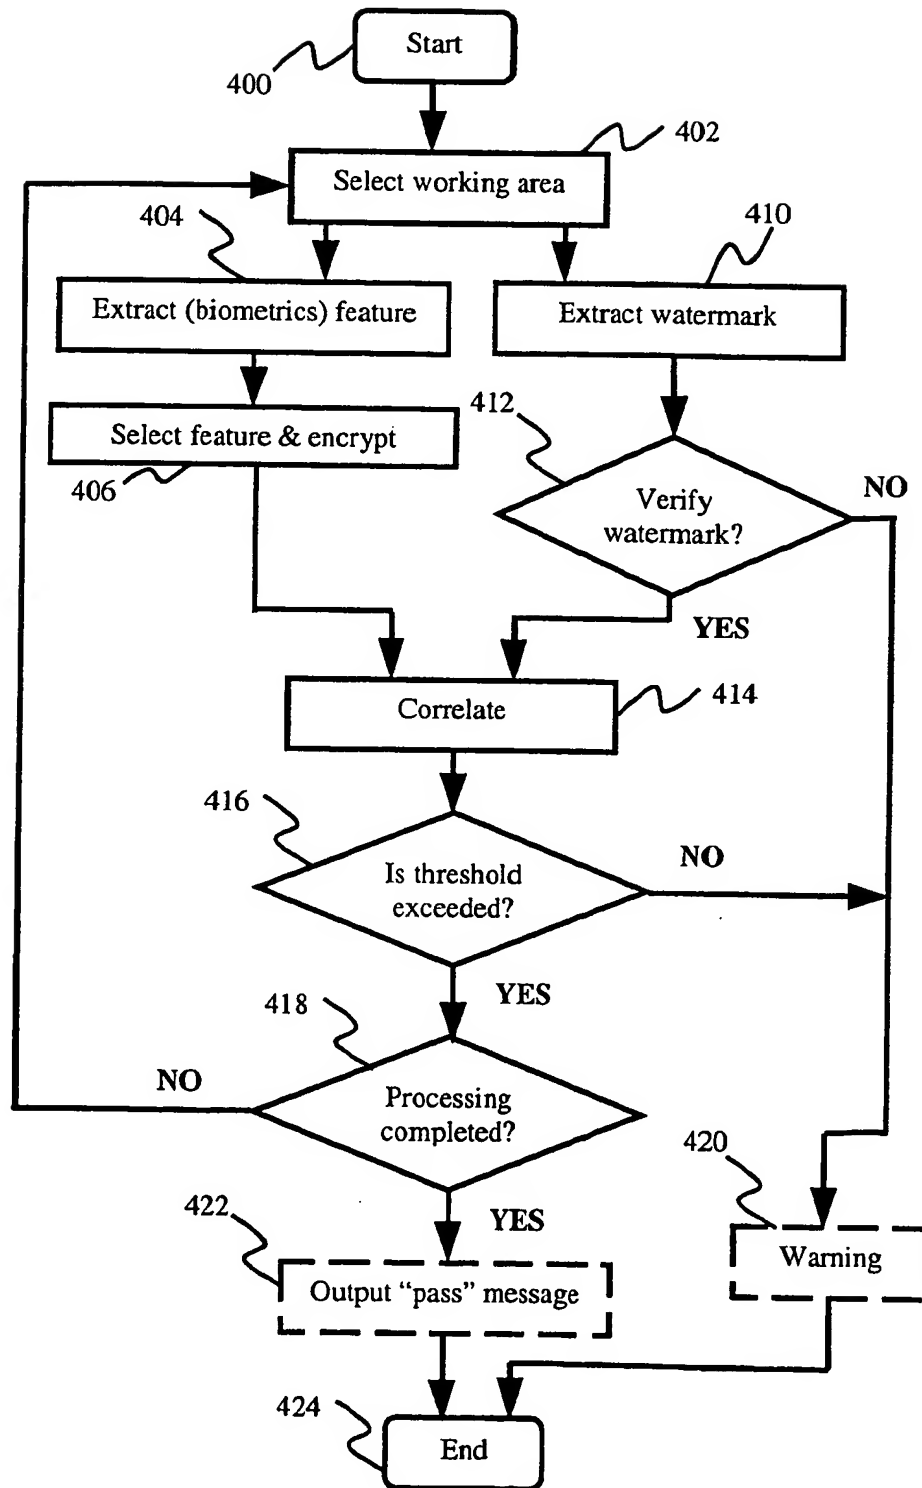 Start
400
402
Select working area
404
410
Extract (biometrics) feature
Extract watermark
412
Select feature & encrypt
406
NO
Verify
watermark?
YES
Correlate
414
416
NO
Is threshold
exceeded?
YES
418
NO
Processing
completed?
420
422
YES
Warning
Output “pass” message
424
End